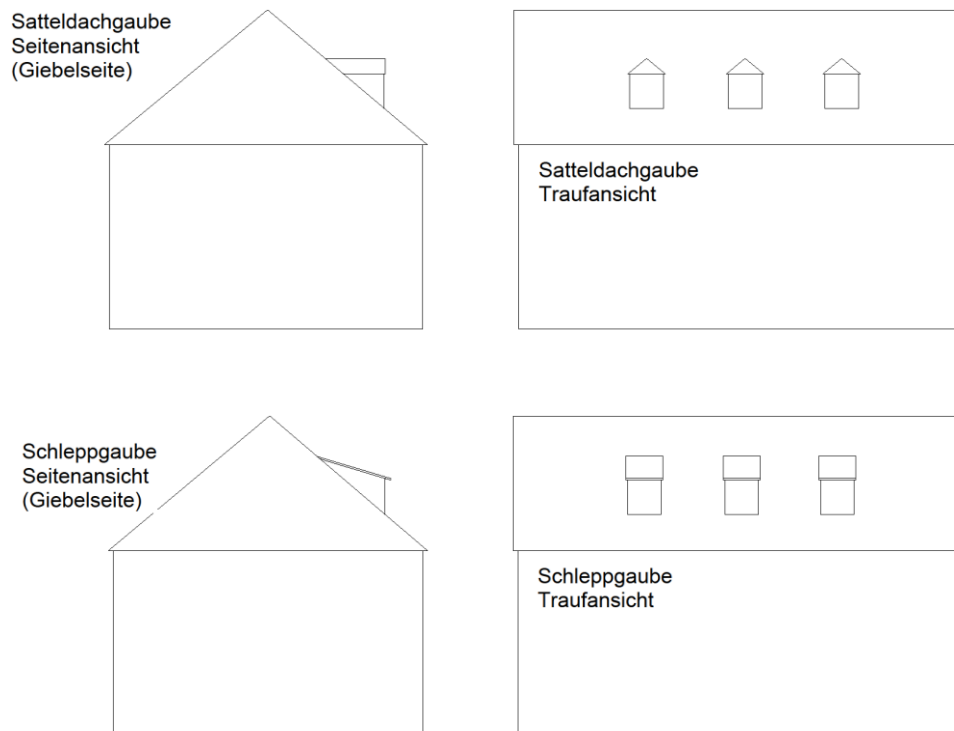 Satteldachgaube
Seitenansicht
(Giebelseite)
Satteldachgaube
Traufansicht
Schleppgaube
Seitenansicht
(Giebelseite)
Schleppgaube
Traufansicht